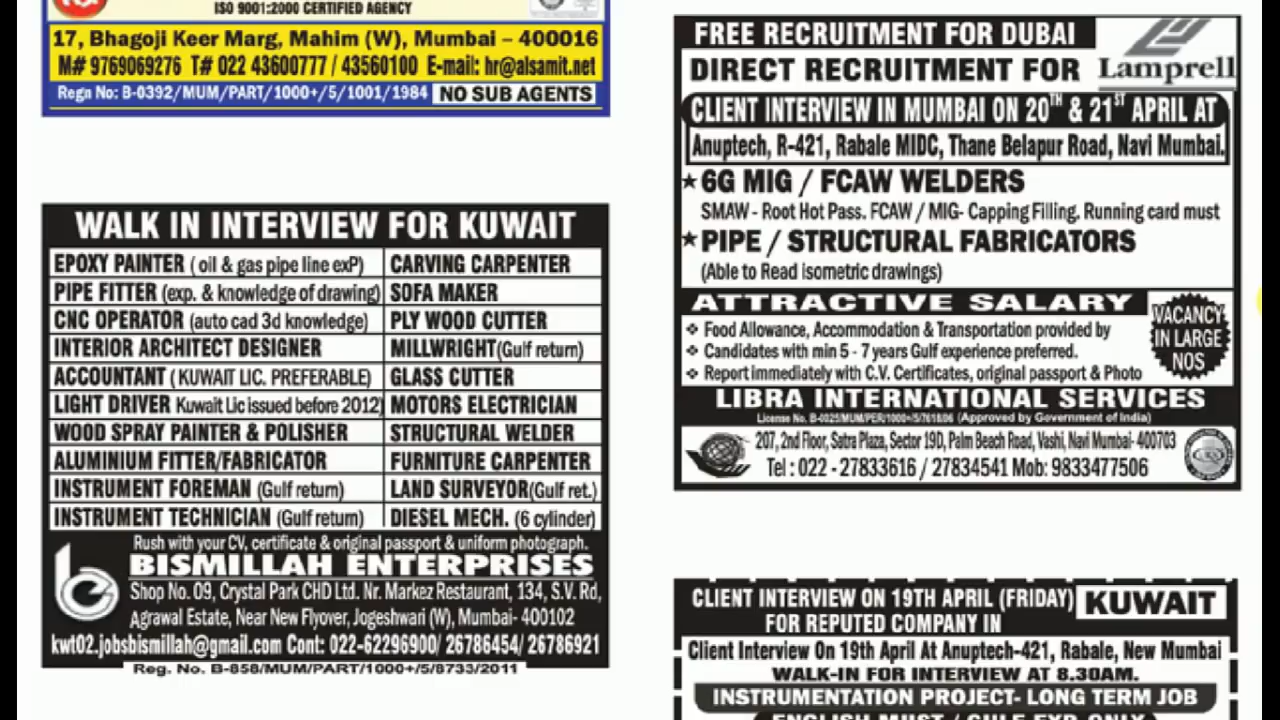 ISO 9001:2000 CERTIFIED AGENCY
17, Bhagoji Keer Marg, Mahim (W), Mumbai – 400016
M# 9769069276 T# 022 43600777 / 43560100 E-mail: hr@alsamit.net
Regn No: B-0392/MUM/PART/1000+/5/1001/1984 NO SUB AGENTS
WALK IN INTERVIEW FOR KUWAIT
EPOXY PAINTER ( oil & gas pipe line exP) CARVING CARPENTER
PIPE FITTER (exp. & knowledge of drawing) SOFA MAKER
CNC OPERATOR (auto cad 3d knowledge) PLY WOOD CUTTER
INTERIOR ARCHITECT DESIGNER MILLWRIGHT(Gulf return)
ACCOUNTANT ( KUWAIT LIC. PREFERABLE) GLASS CUTTER
LIGHT DRIVER Kuwait Lic issued before 2012) MOTORS ELECTRICIAN
WOOD SPRAY PAINTER & POLISHER STRUCTURAL WELDER
ALUMINIUM FITTER/FABRICATOR FURNITURE CARPENTER
INSTRUMENT FOREMAN (Gulf return) LAND SURVEYOR(Gulf ret.)
INSTRUMENT TECHNICIAN (Gulf return) DIESEL MECH. (6 cylinder)
Rush with your CV, certificate & original passport & uniform photograph.
BISMILLAH ENTERPRISES
Shop No. 09, Crystal Park CHD Ltd. Nr. Markez Restaurant, 134, S.V. Rd,
Agrawal Estate, Near New Flyover, Jogeshwari (W), Mumbai- 400102
kwt02.jobsbismillah@gmail.com Cont: 022-62296900/ 26786454/ 26786921
Reg. No. B-858/MUM/PART/1000+/5/8733/2011
FREE RECRUITMENT FOR DUBAI
DIRECT RECRUITMENT FOR Lamprell
CLIENT INTERVIEW IN MUMBAI ON 20TH & 21ST APRIL AT
Anuptech, R-421, Rabale MIDC, Thane Belapur Road, Navi Mumbai.
★ 6G MIG / FCAW WELDERS
SMAW - Root Hot Pass. FCAW / MIG- Capping Filling. Running card must
★ PIPE / STRUCTURAL FABRICATORS
(Able to Read isometric drawings)
ATTRACTIVE SALARY
❖ Food Allowance, Accommodation & Transportation provided by
❖ Candidates with min 5 - 7 years Gulf experience preferred.
❖ Report immediately with C.V. Certificates, original passport & Photo
VACANCY
IN LARGE
NOS
LIBRA INTERNATIONAL SERVICES
License No. B-0025/MUM/PER/1000+/5/7618/06 (Approved by Government of India)
207, 2nd Floor, Satra Plaza, Sector 19D, Palm Beach Road, Vashi, Navi Mumbai- 400703
Tel : 022 - 27833616 / 27834541 Mob: 9833477506
CLIENT INTERVIEW ON 19TH APRIL (FRIDAY) KUWAIT
FOR REPUTED COMPANY IN
Client Interview On 19th April At Anuptech-421, Rabale, New Mumbai
WALK-IN FOR INTERVIEW AT 8.30AM.
INSTRUMENTATION PROJECT- LONG TERM JOB
ENGLISH MUST / GULF EXP ONLY